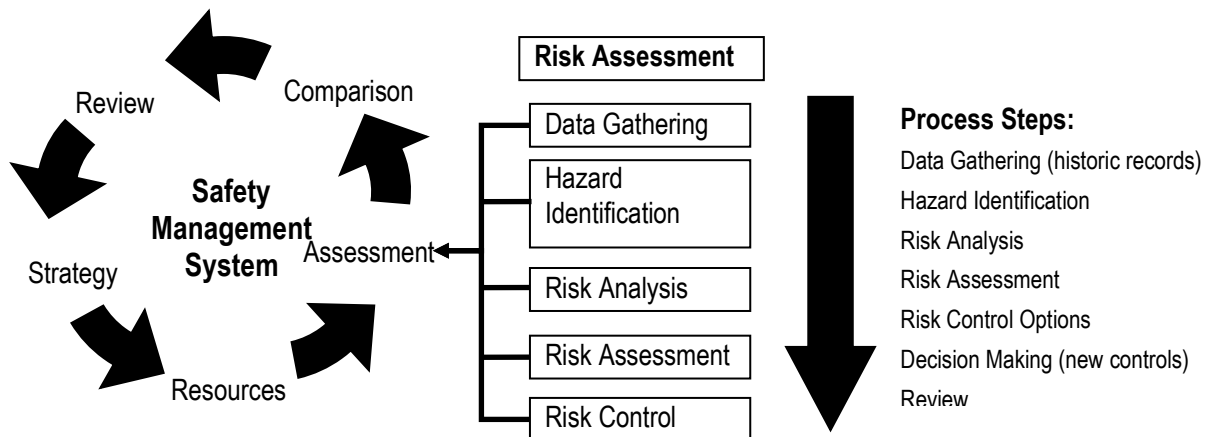 Review
Comparison
Safety
Management
System
Assessment
Strategy
Resources
Risk Assessment
Data Gathering
Hazard
Identification
Risk Analysis
Risk Assessment
Risk Control
Process Steps:
Data Gathering (historic records)
Hazard Identification
Risk Analysis
Risk Assessment
Risk Control Options
Decision Making (new controls)
Review